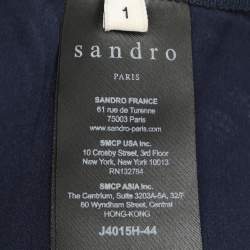 1
sandro
PARIS
SANDRO FRANCE
61 rue de Turenne
75003 Paris
www.sandro-paris.com
SMCP USA Inc.
10 Crosby Street, 3rd Floor
New York, New York 10013
RN132784
SMCP ASIA Inc.
The Centrium, Suite 3203A-5A, 32/F
60 Wyndham Street, Central
HONG-KONG
J4015H-44